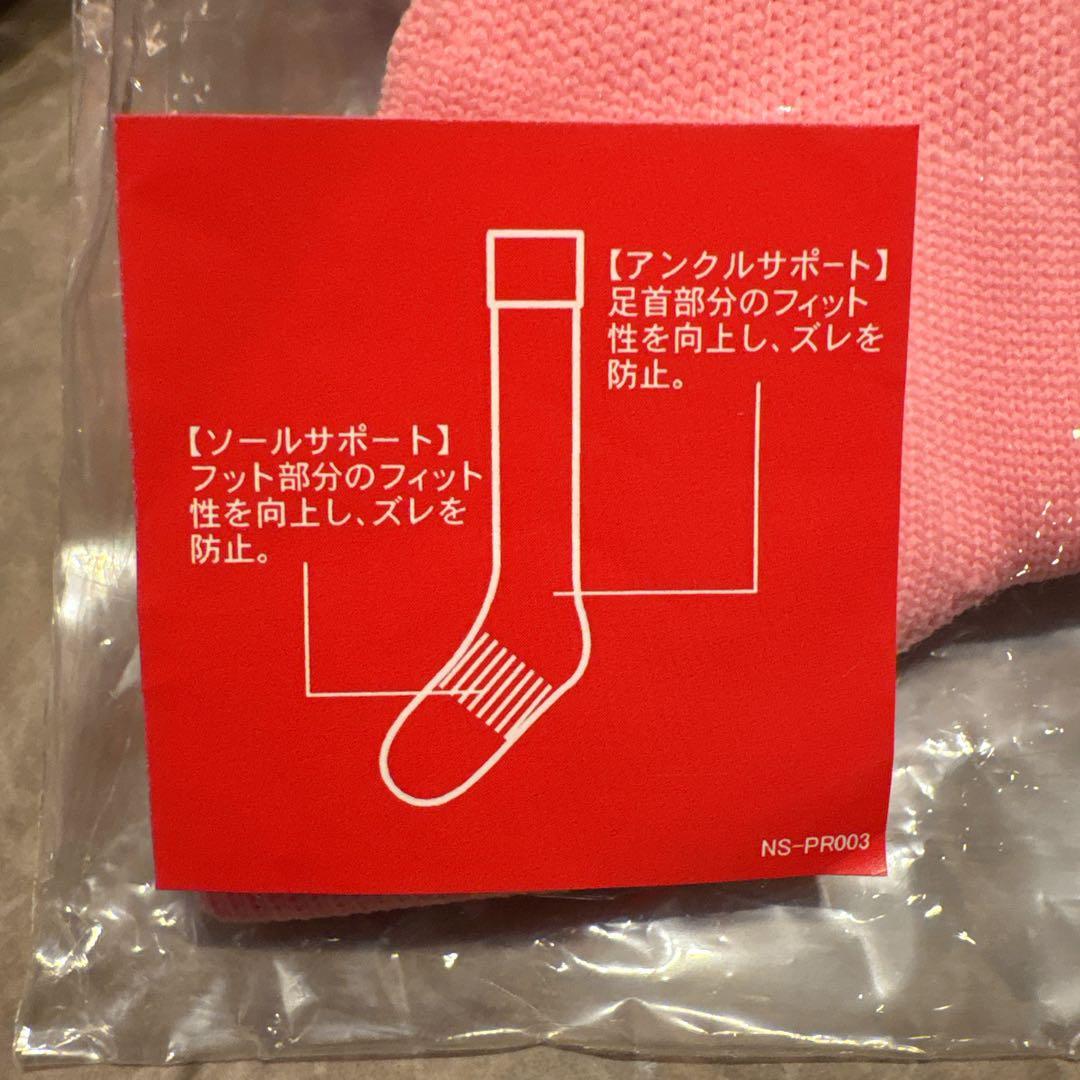 【アンクルサポート】
足首部分のフィット
性を向上し、ズレを
防止。
【ソールサポート】
フット部分のフィット
性を向上し、ズレを
防止。
NS-PR003